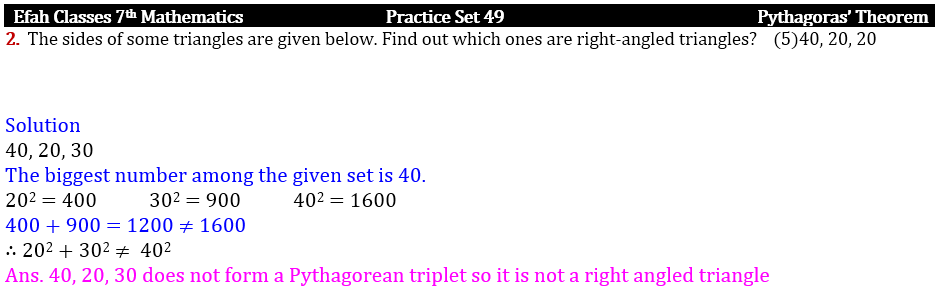 Efah Classes 7th Mathematics Practice Set 49 Pythagoras' Theorem
2. The sides of some triangles are given below. Find out which ones are right-angled triangles? (5)40, 20, 20
Solution
40, 20, 30
The biggest number among the given set is 40.
20² = 400 30² = 900 40² = 1600
400 + 900 = 1200 ≠ 1600
∴ 20² + 30² ≠ 40²
Ans. 40, 20, 30 does not form a Pythagorean triplet so it is not a right angled triangle